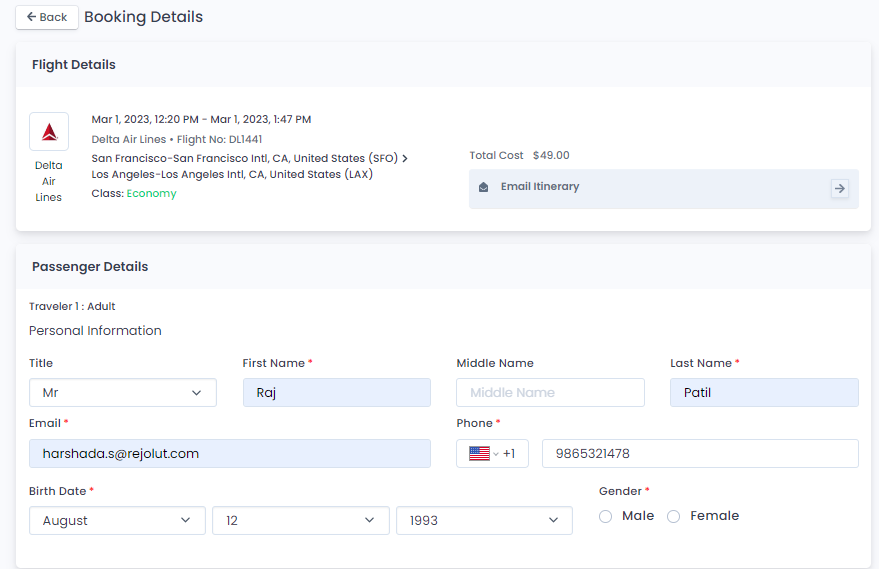 Back Booking Details
Flight Details
Mar 1, 2023, 12:20 PM - Mar 1, 2023, 1:47 PM
Delta Air Lines • Flight No: DL1441
San Francisco-San Francisco Intl, CA, United States (SFO) >
Los Angeles-Los Angeles Intl, CA, United States (LAX)
Class: Economy
Delta
Air
Lines
Total Cost $49.00
Email Itinerary
Passenger Details
Traveler 1 : Adult
Personal Information
Title First Name * Middle Name Last Name *
Mr Raj Middle Name Patil
Email * Phone *
harshada.s@rejolut.com +1 9865321478
Birth Date * Gender *
August 12 1993 Male Female